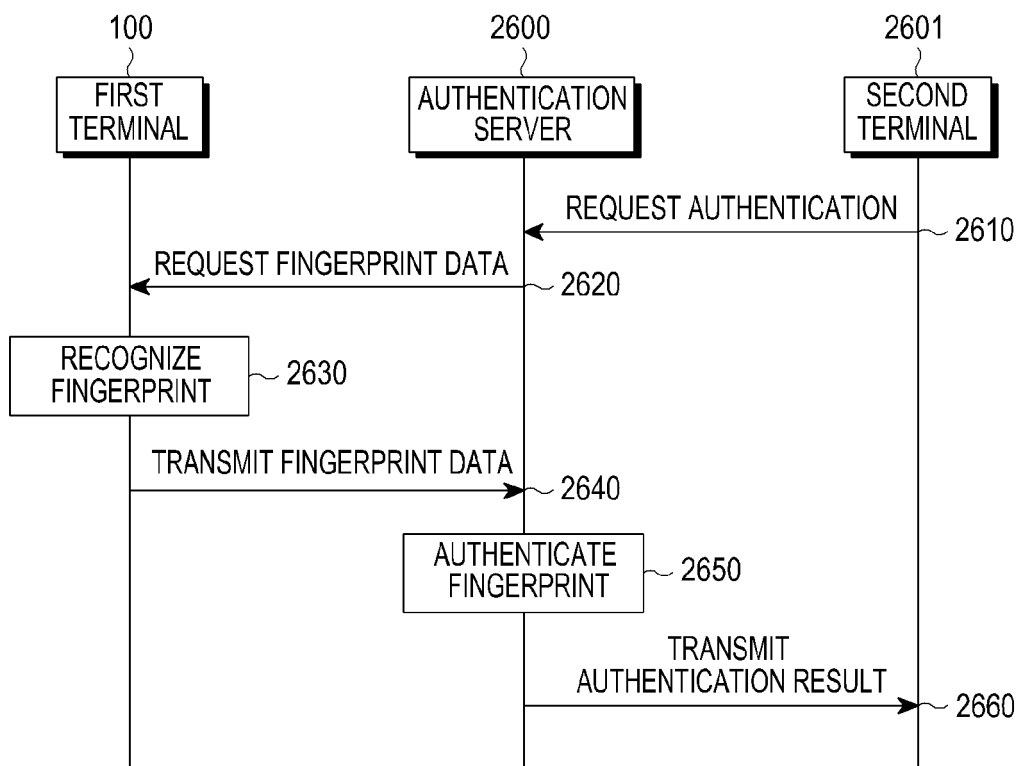 100
2600
2601
FIRST
TERMINAL
AUTHENTICATION
SERVER
SECOND
TERMINAL
REQUEST AUTHENTICATION
2610
REQUEST FINGERPRINT DATA
2620
RECOGNIZE
FINGERPRINT
2630
TRANSMIT FINGERPRINT DATA
2640
AUTHENTICATE
FINGERPRINT
2650
TRANSMIT
AUTHENTICATION RESULT
2660